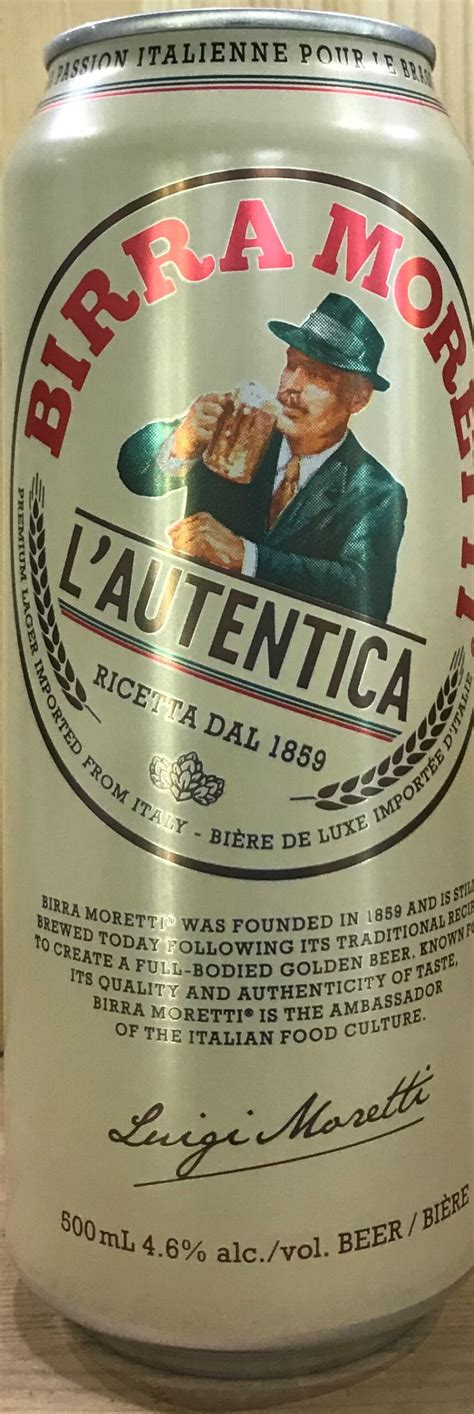 PASSION ITALIENNE POUR LE
BIRRA MORETTI
L'AUTENTICA
RICETTA DAL 1859
PREMIUM LAGER IMPORTED FROM ITALY - BIÈRE DE LUXE IMPORTÉE D'ITALIE
BIRRA MORETTI® WAS FOUNDED IN 1859 AND IS STILL
BREWED TODAY FOLLOWING ITS TRADITIONAL
TO CREATE A FULL-BODIED GOLDEN BEER. KNOWN
ITS QUALITY AND AUTHENTICITY OF TASTE,
BIRRA MORETTI® IS THE AMBASSADOR
OF THE ITALIAN FOOD CULTURE.
Luigi Moretti
500mL 4.6% alc./vol. BEER / BIÈRE